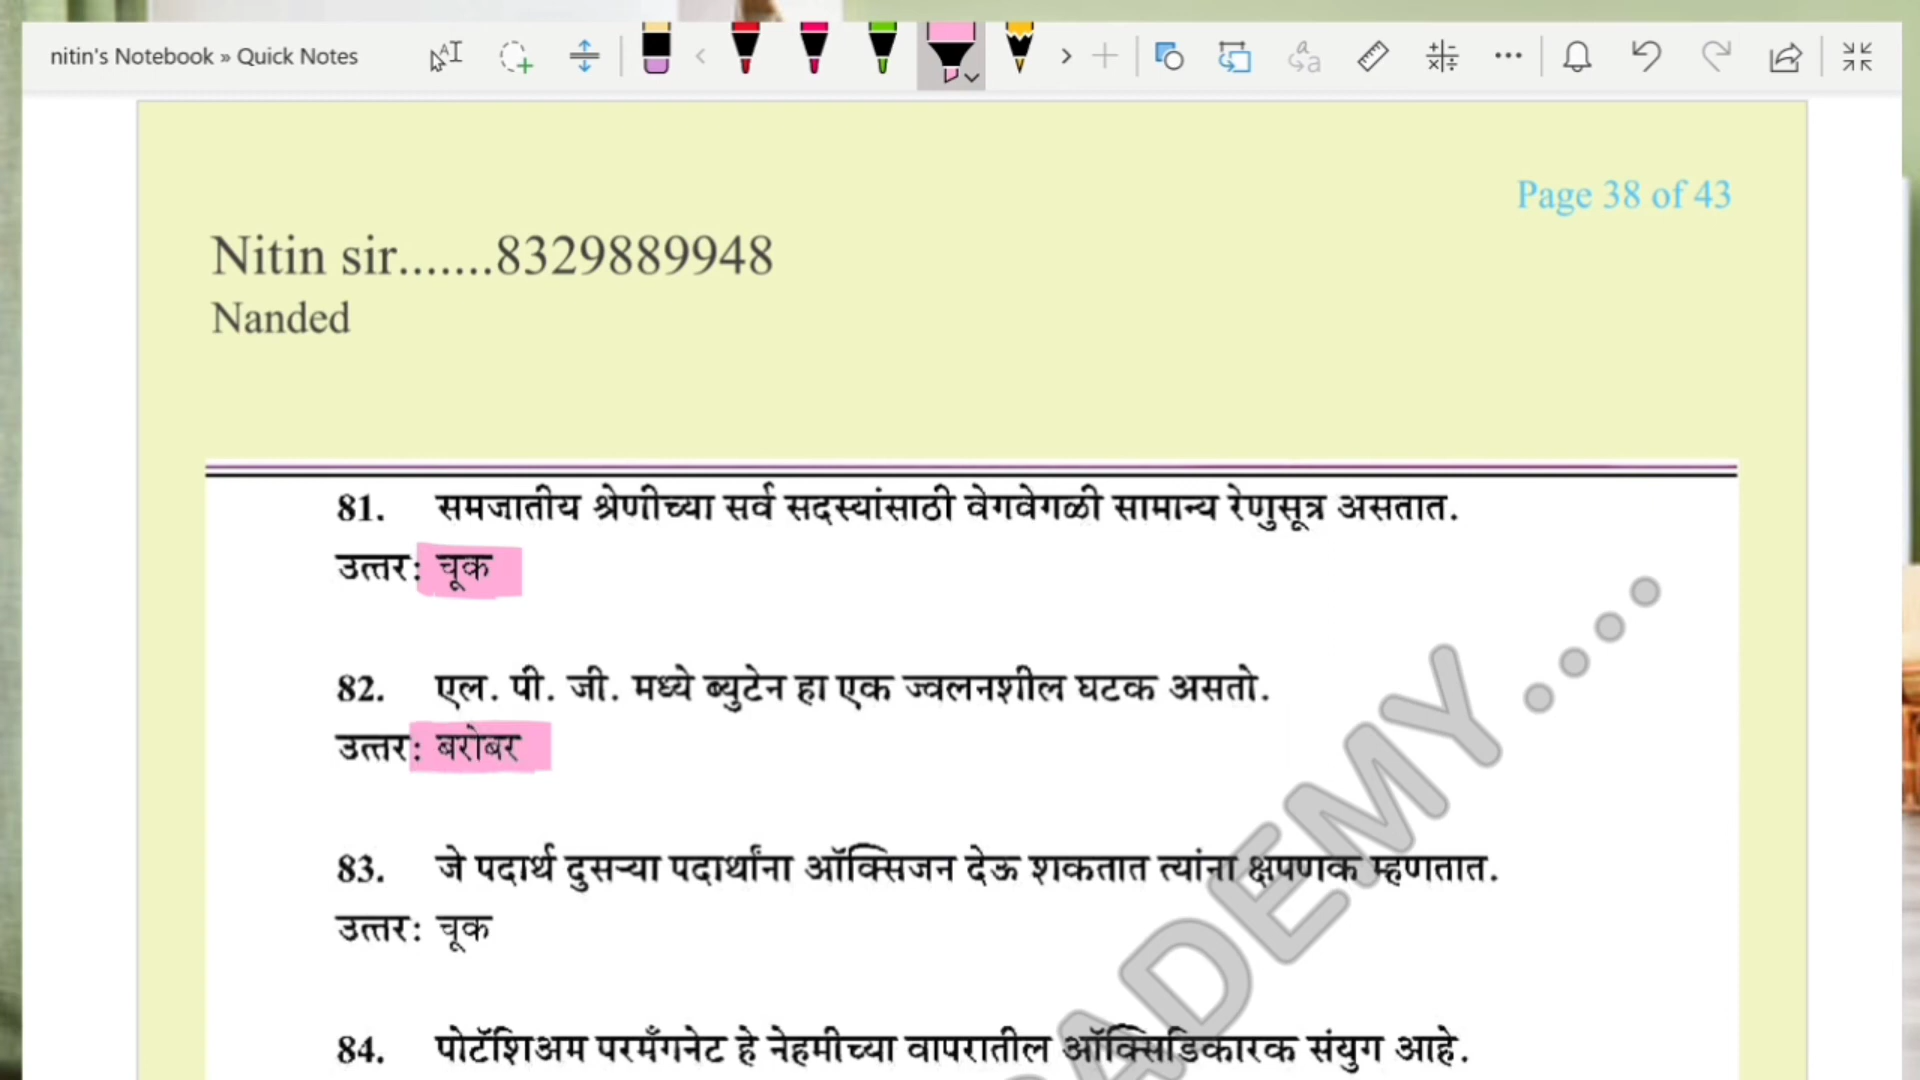 nitin's Notebook » Quick Notes
Page 38 of 43
Nitin sir.......8329889948
Nanded
81. समजातीय श्रेणीच्या सर्व सदस्यांसाठी वेगवेगळी सामान्य रेणुसूत्र असतात.
उत्तर: चूक
82. एल. पी. जी. मध्ये ब्युटेन हा एक ज्वलनशील घटक असतो.
उत्तर: बरोबर
83. जे पदार्थ दुसऱ्या पदार्थांना ऑक्सिजन देऊ शकतात त्यांना क्षपणक म्हणतात.
उत्तर: चूक
84. पोटॅशिअम परमँगनेट हे नेहमीच्या वापरातील ऑक्सिडिकारक संयुग आहे.
ADEMY....